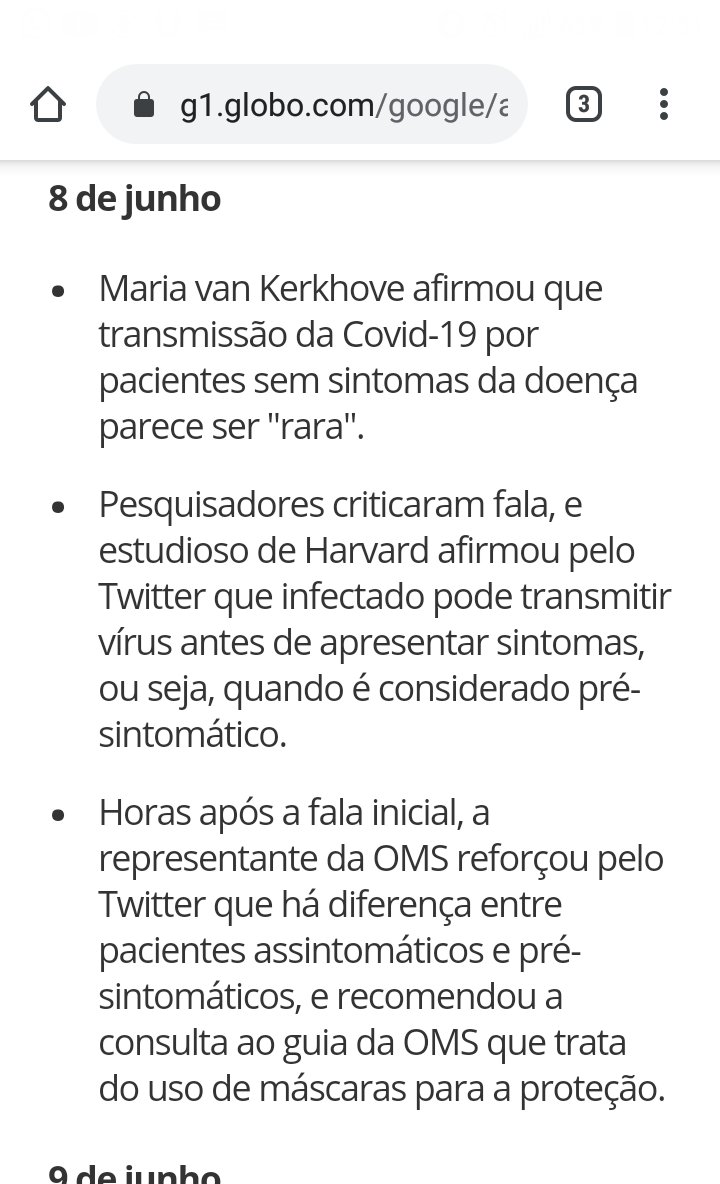 g1.globo.com/google/a
3
8 de junho
• Maria van Kerkhove afirmou que
transmissão da Covid-19 por
pacientes sem sintomas da doença
parece ser "rara".
• Pesquisadores criticaram fala, e
estudioso de Harvard afirmou pelo
Twitter que infectado pode transmitir
vírus antes de apresentar sintomas,
ou seja, quando é considerado pré-
sintomático.
• Horas após a fala inicial, a
representante da OMS reforçou pelo
Twitter que há diferença entre
pacientes assintomáticos e pré-
sintomáticos, e recomendou a
consulta ao guia da OMS que trata
do uso de máscaras para a proteção.
9 de junho